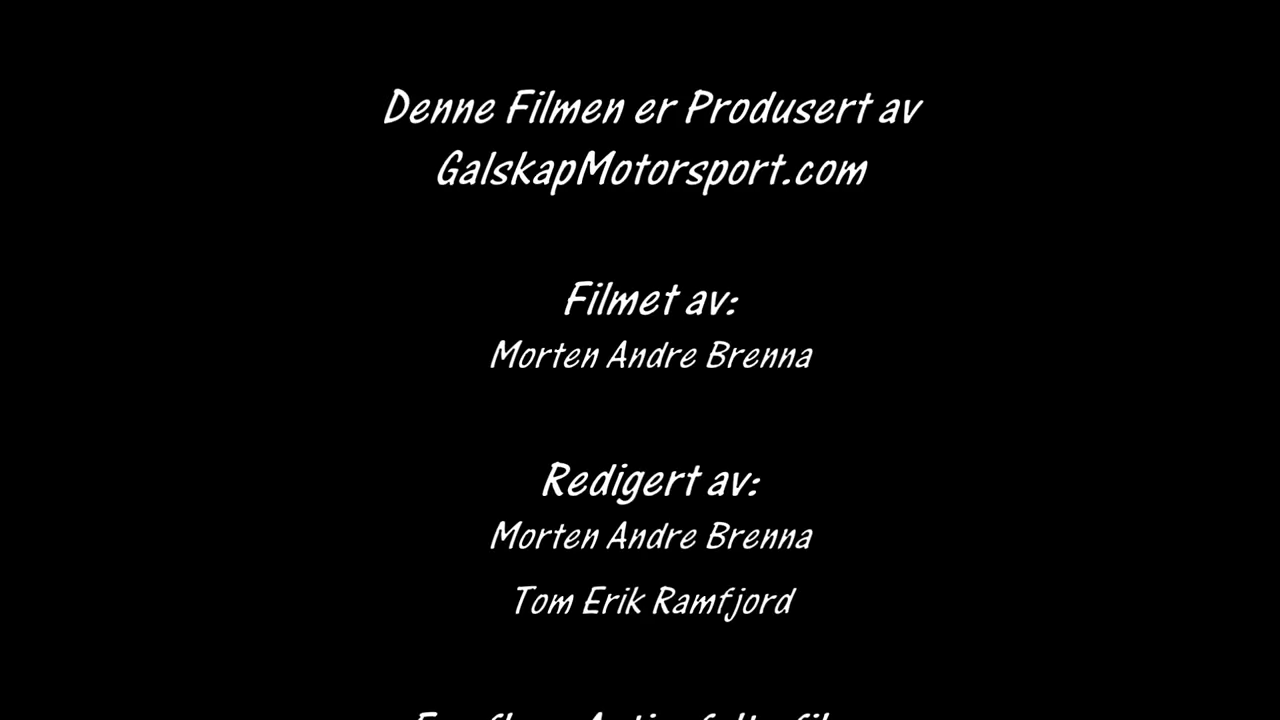 Denne Filmen er Produsert av
GalskapMotorsport.com
Filmet av:
Morten Andre Brenna
Redigert av:
Morten Andre Brenna
Tom Erik Ramfjord